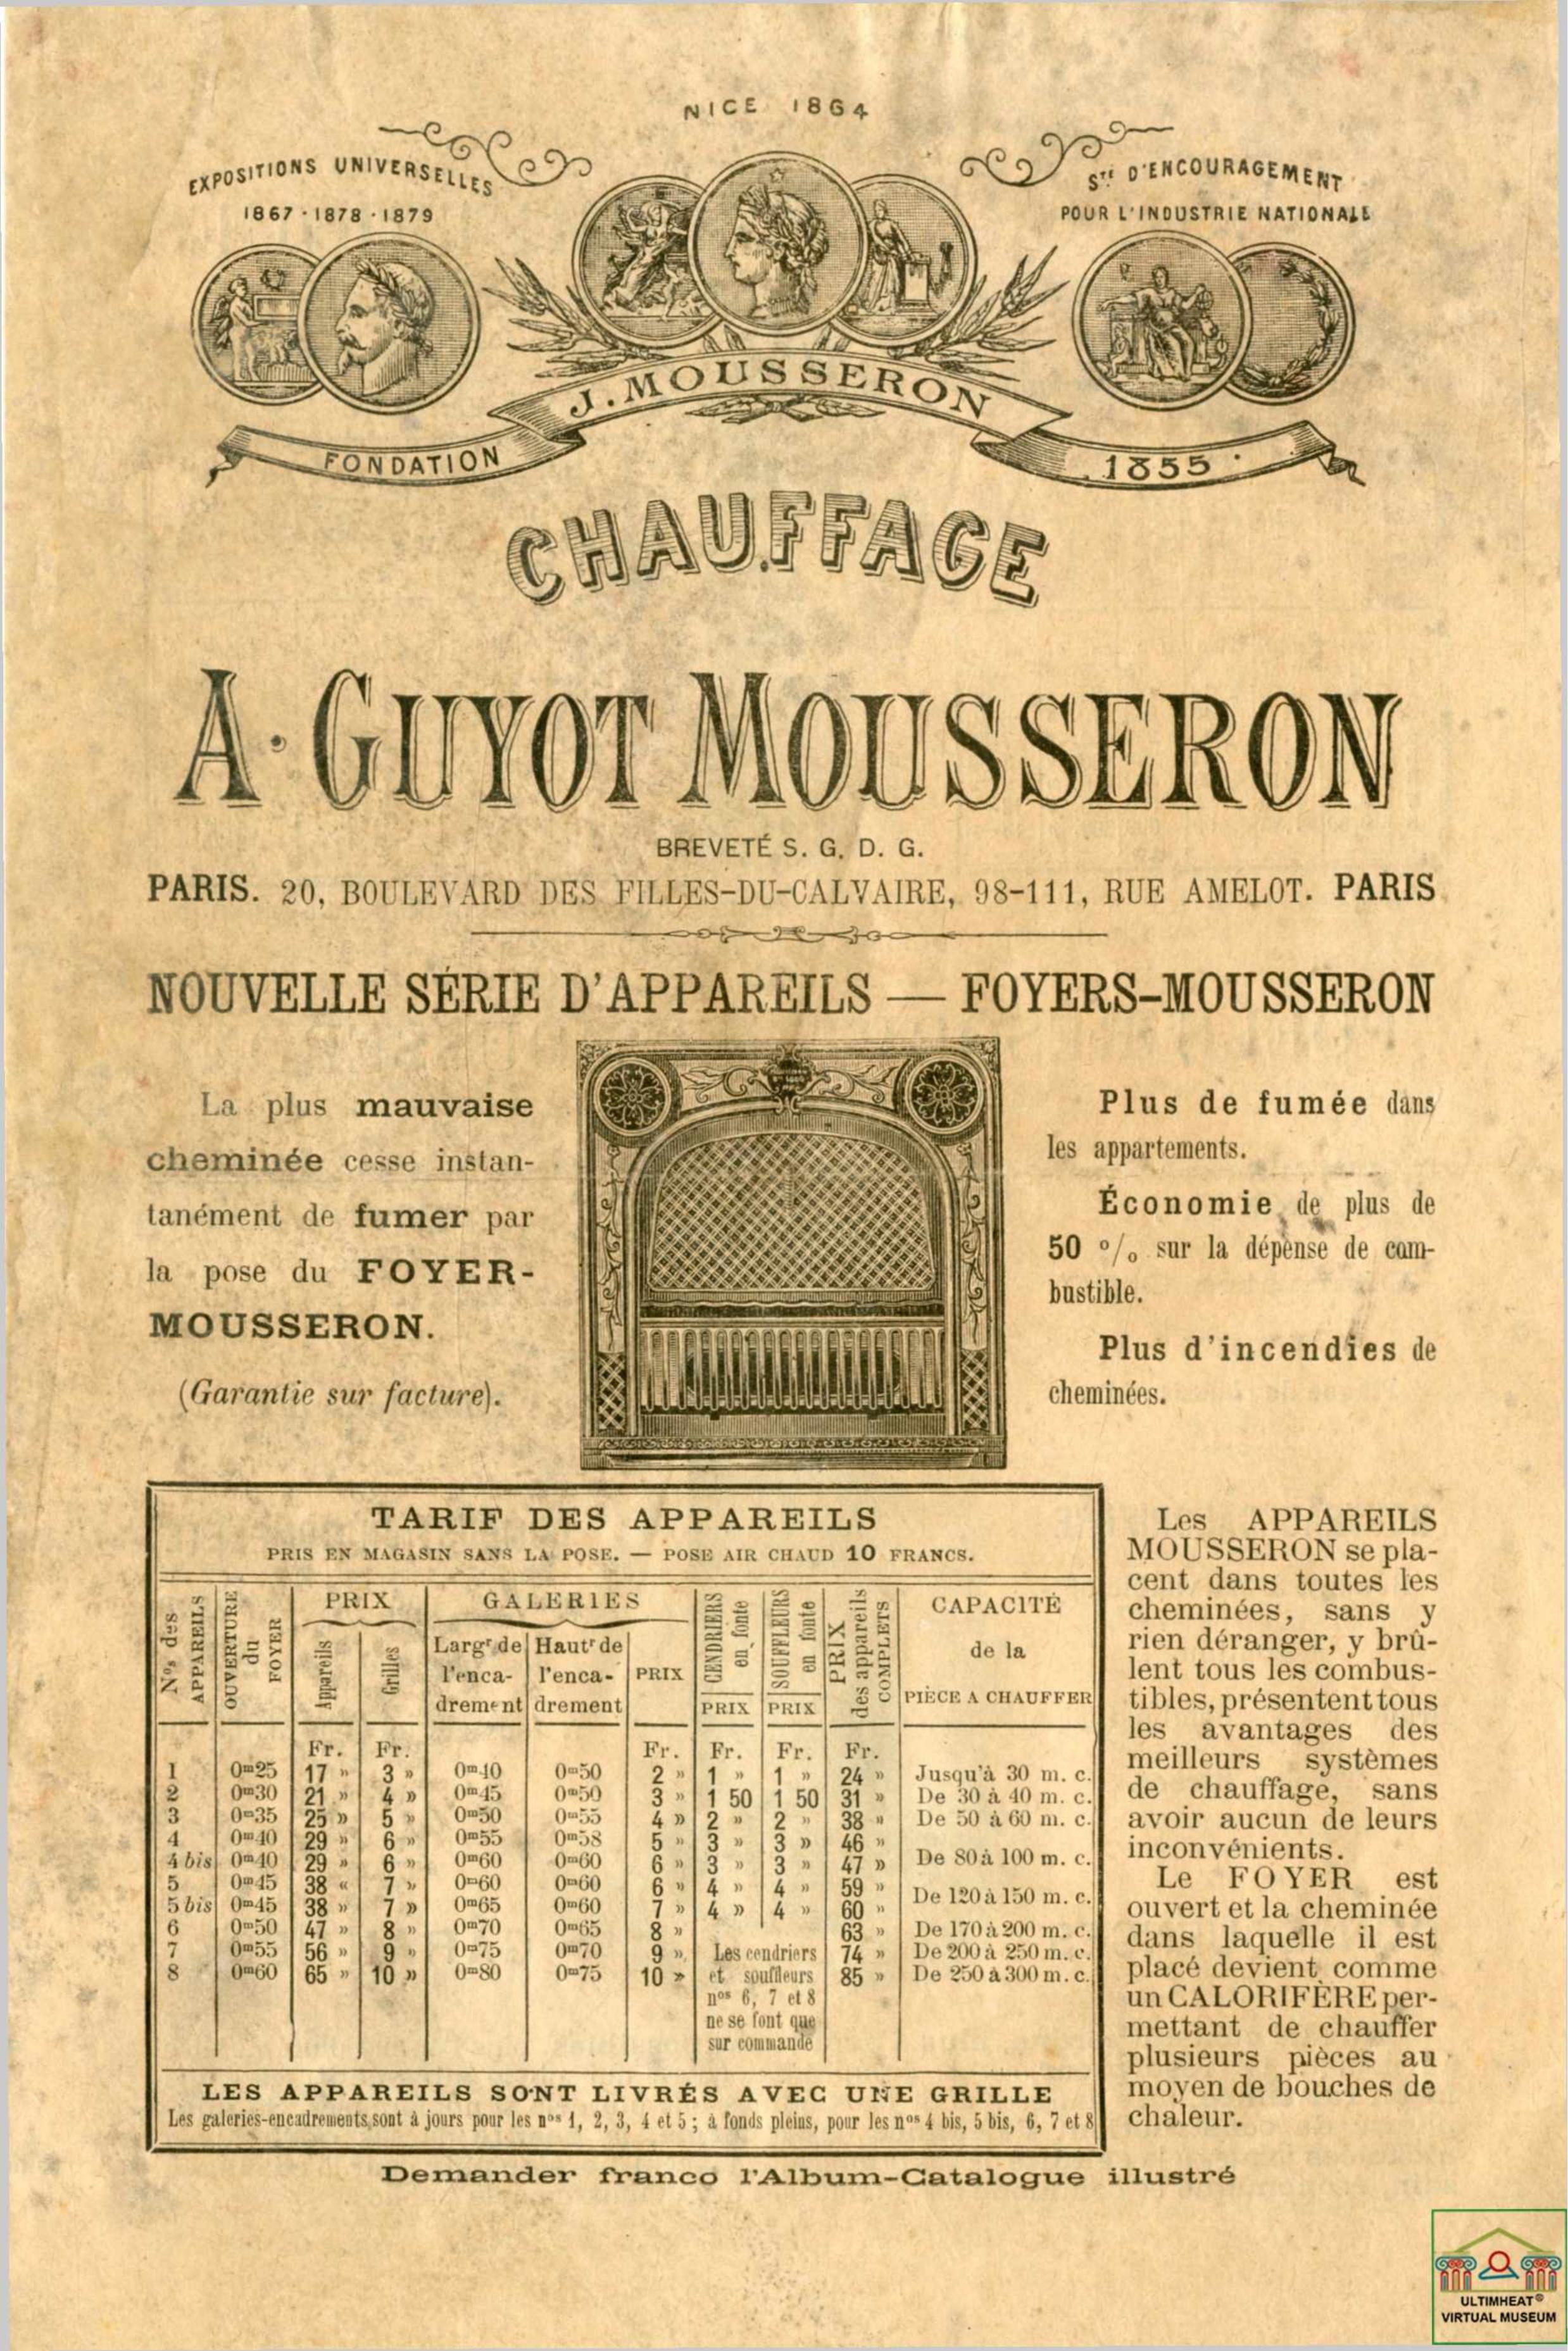 NICE 1864
EXPOSITIONS UNIVERSELLES
1867 · 1878 · 1879
STÉ D'ENCOURAGEMENT
POUR L'INDUSTRIE NATIONALE
J. MOUSSERON
FONDATION
1855
CHAUFFAGE
A. GUYOT MOUSSERON
BREVETÉ S. G. D. G.
PARIS. 20, BOULEVARD DES FILLES-DU-CALVAIRE, 98-111, RUE AMELOT. PARIS
NOUVELLE SÉRIE D'APPAREILS — FOYERS-MOUSSERON
La plus mauvaise
cheminée cesse instan-
tanément de fumer par
la pose du FOYER-
MOUSSERON.
(Garantie sur facture).
Plus de fumée dans
les appartements.
Économie de plus de
50 % sur la dépense de com-
bustible.
Plus d'incendies de
cheminées.
TARIF DES APPAREILS
PRIS EN MAGASIN SANS LA POSE. — POSE AIR CHAUD 10 FRANCS.
Nos des APPAREILS
OUVERTURE du FOYER
PRIX
Appareils
Grilles
GALERIES
Largr de l'enca-drement
Hautr de l'enca-drement
PRIX
CENDRIERS en fonte
PRIX
SOUFFLEURS en fonte
PRIX
PRIX des appareils COMPLETS
CAPACITÉ
de la
PIÈCE A CHAUFFER
Fr. Fr. Fr. Fr. Fr. Fr.
1 0m25 17 » 3 » 0m40 0m50 2 » 1 » 1 » 24 » Jusqu'à 30 m. c.
2 0m30 21 » 4 » 0m45 0m50 3 » 1 50 1 50 31 » De 30 à 40 m. c.
3 0m35 25 » 5 » 0m50 0m55 4 » 2 » 2 » 38 » De 50 à 60 m. c.
4 0m40 29 » 6 » 0m55 0m58 5 » 3 » 3 » 46 »
4 bis 0m40 29 » 6 » 0m60 0m60 6 » 3 » 3 » 47 » De 80 à 100 m. c.
5 0m45 38 « 7 » 0m60 0m60 6 » 4 » 4 » 59 »
5 bis 0m45 38 » 7 » 0m65 0m60 7 » 4 » 4 » 60 » De 120 à 150 m. c.
6 0m50 47 » 8 » 0m70 0m65 8 » 63 » De 170 à 200 m. c.
7 0m55 56 » 9 » 0m75 0m70 9 » 74 » De 200 à 250 m. c.
8 0m60 65 » 10 » 0m80 0m75 10 » 85 » De 250 à 300 m. c.
Les cendriers
et souffleurs
nos 6, 7 et 8
ne se font que
sur commande
LES APPAREILS SONT LIVRÉS AVEC UNE GRILLE
Les galeries-encadrements sont à jours pour les nos 1, 2, 3, 4 et 5 ; à fonds pleins, pour les nos 4 bis, 5 bis, 6, 7 et 8
Les APPAREILS
MOUSSERON se pla-
cent dans toutes les
cheminées, sans y
rien déranger, y brû-
lent tous les combus-
tibles, présentent tous
les avantages des
meilleurs systèmes
de chauffage, sans
avoir aucun de leurs
inconvénients.
Le FOYER est
ouvert et la cheminée
dans laquelle il est
placé devient comme
un CALORIFÈRE per-
mettant de chauffer
plusieurs pièces au
moyen de bouches de
chaleur.
Demander franco l'Album-Catalogue illustré
ULTIMHEAT®
VIRTUAL MUSEUM